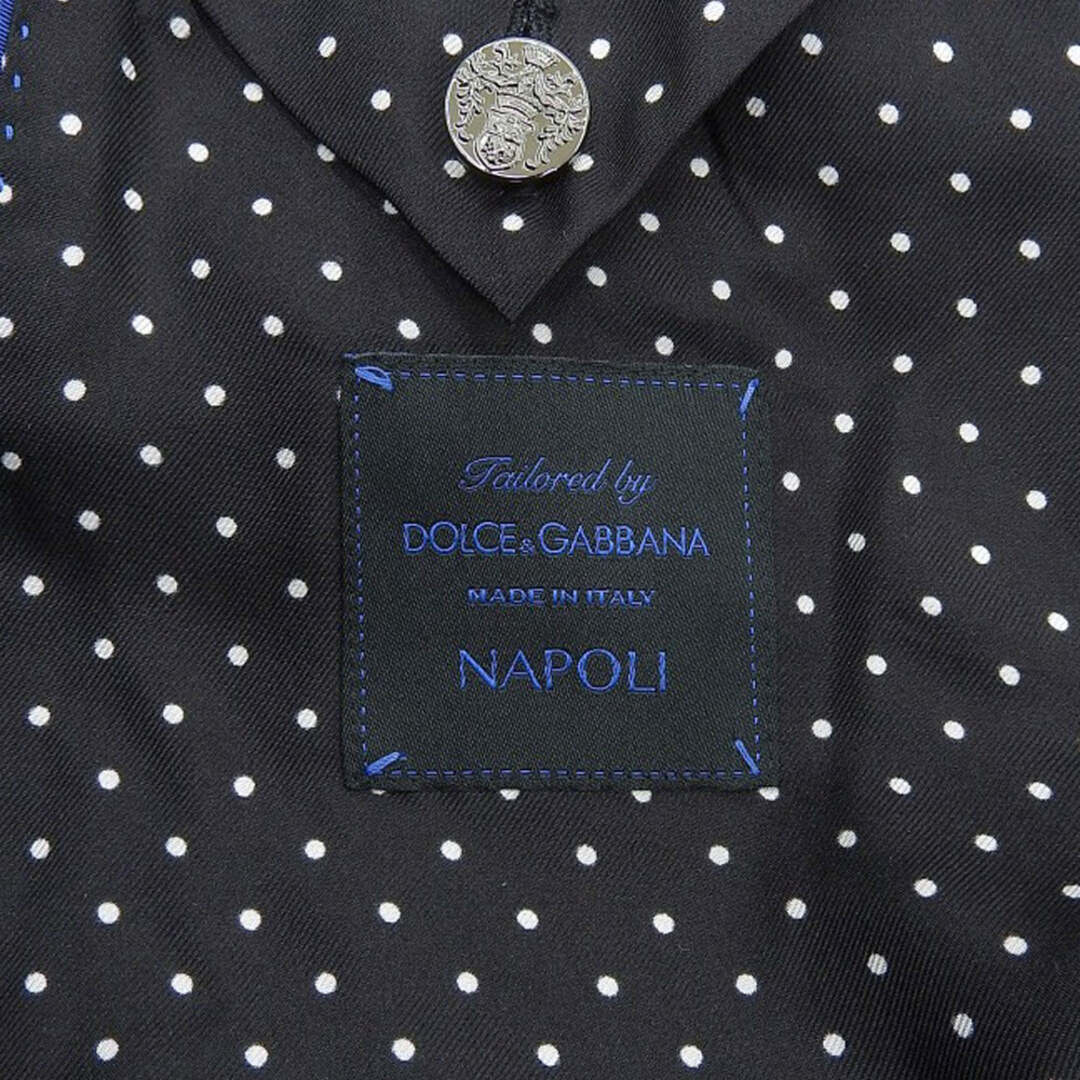 Tailored by
DOLCE&GABBANA
MADE IN ITALY
NAPOLI